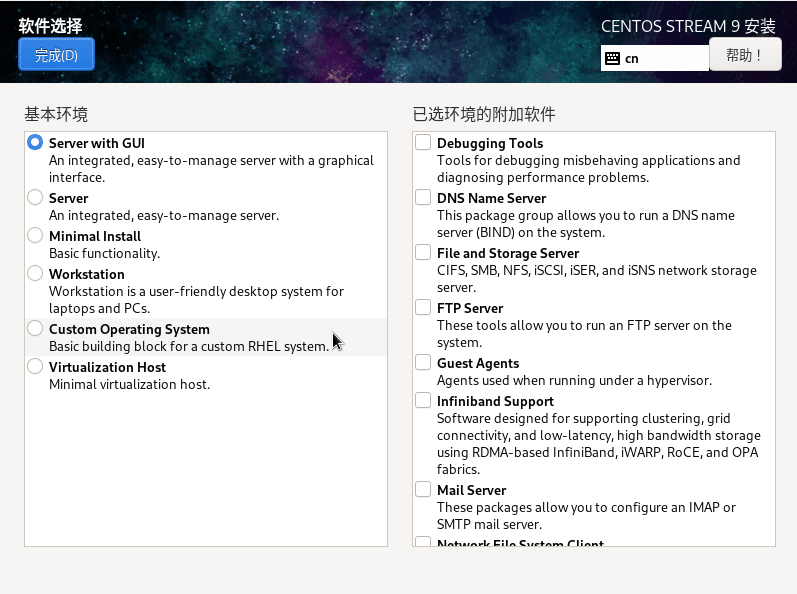 软件选择
CENTOS STREAM 9 安装
完成(D)
cn
帮助！
基本环境
Server with GUI
An integrated, easy-to-manage server with a graphical
interface.
Server
An integrated, easy-to-manage server.
Minimal Install
Basic functionality.
Workstation
Workstation is a user-friendly desktop system for
laptops and PCs.
Custom Operating System
Basic building block for a custom RHEL system.
Virtualization Host
Minimal virtualization host.
已选环境的附加软件
Debugging Tools
Tools for debugging misbehaving applications and
diagnosing performance problems.
DNS Name Server
This package group allows you to run a DNS name
server (BIND) on the system.
File and Storage Server
CIFS, SMB, NFS, iSCSI, iSER, and iSNS network storage
server.
FTP Server
These tools allow you to run an FTP server on the
system.
Guest Agents
Agents used when running under a hypervisor.
Infiniband Support
Software designed for supporting clustering, grid
connectivity, and low-latency, high bandwidth storage
using RDMA-based InfiniBand, iWARP, RoCE, and OPA
fabrics.
Mail Server
These packages allow you to configure an IMAP or
SMTP mail server.
Network File System Client